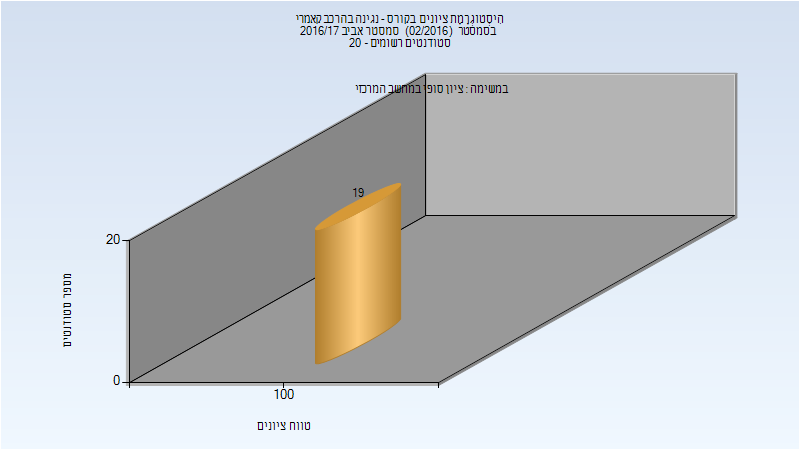 היסטוגרמת ציונים בקורס - נגינה בהרכב קאמרי
בסמסטר (02/2016) סמסטר אביב 2016/17
סטודנטים רשומים - 20
במשימה : ציון סופי במחשב המרכזי
19
20
מספר סטודנטים
0
100
טווח ציונים